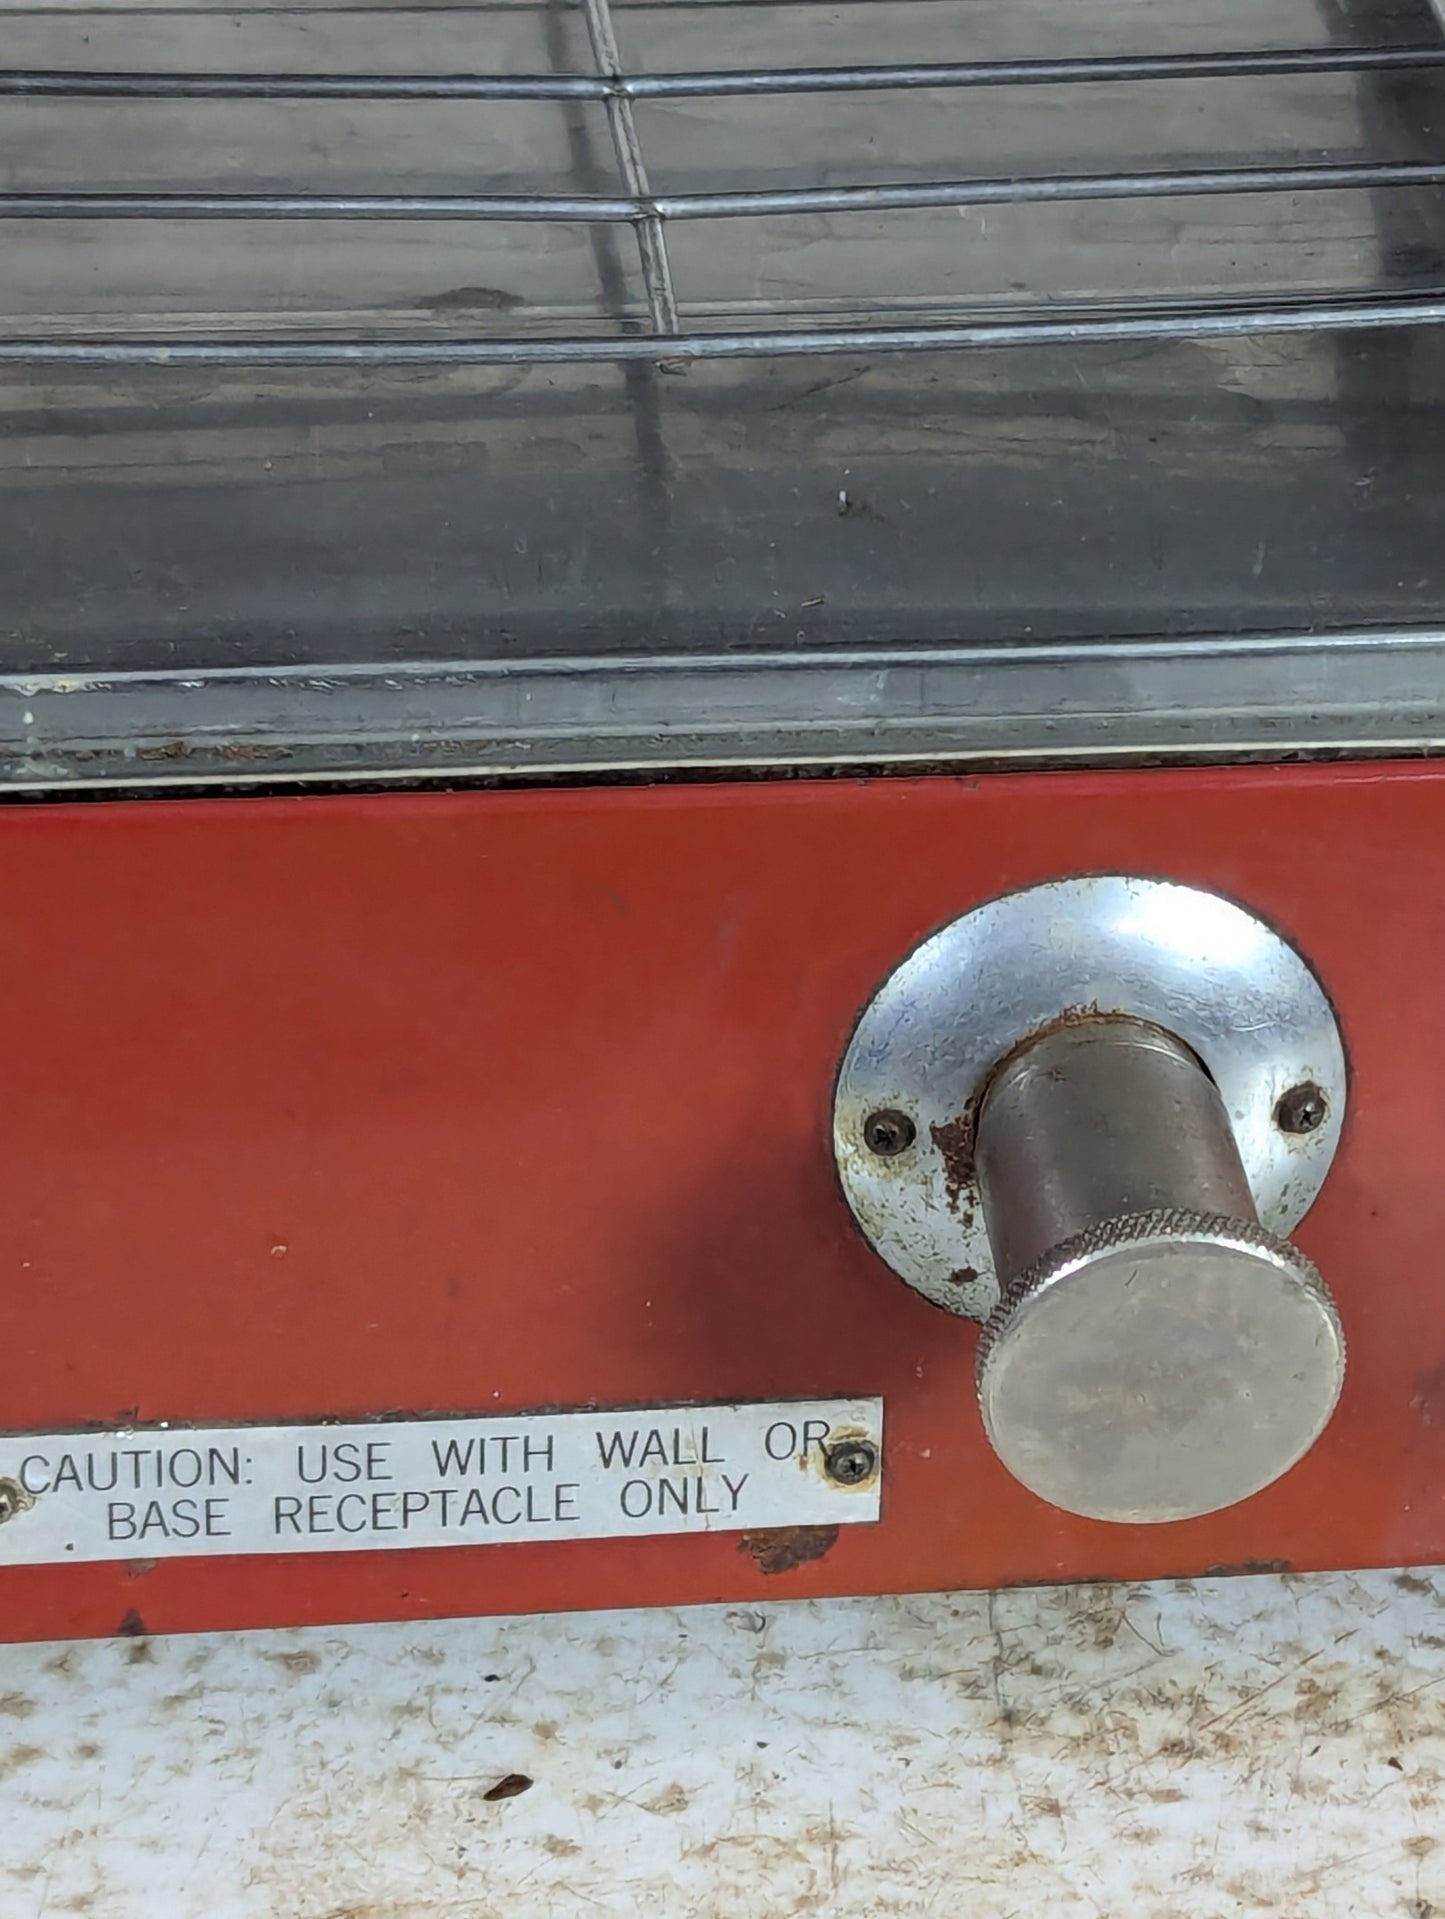 CAUTION: USE WITH WALL OR
BASE RECEPTACLE ONLY